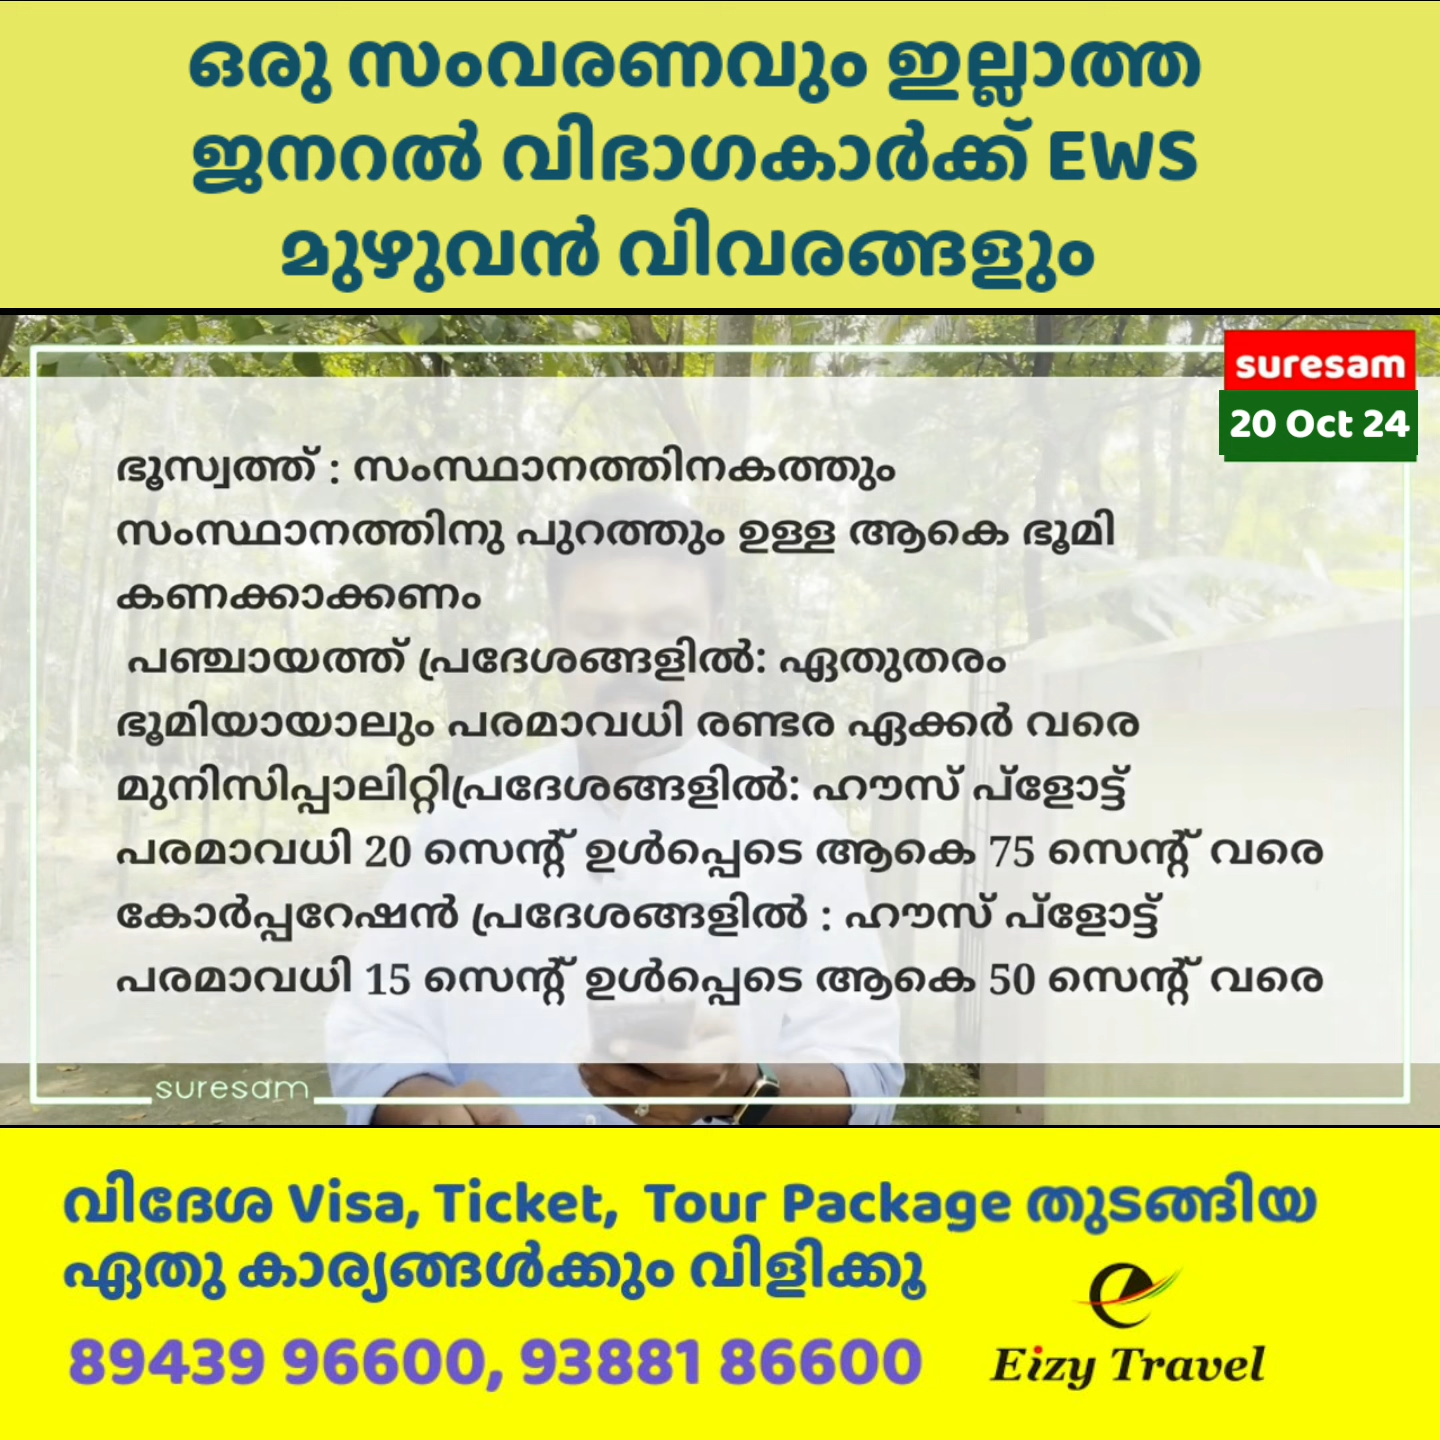 ഒരു സംവരണവും ഇല്ലാത്ത
ജനറൽ വിഭാഗകാർക്ക് EWS
മുഴുവൻ വിവരങ്ങളും
suresam
20 Oct 24
ഭൂസ്വത്ത് : സംസ്ഥാനത്തിനകത്തും
സംസ്ഥാനത്തിനു പുറത്തും ഉള്ള ആകെ ഭൂമി
കണക്കാക്കണം
പഞ്ചായത്ത് പ്രദേശങ്ങളിൽ: ഏതുതരം
ഭൂമിയായാലും പരമാവധി രണ്ടര ഏക്കർ വരെ
മുനിസിപ്പാലിറ്റിപ്രദേശങ്ങളിൽ: ഹൗസ് പ്ളോട്ട്
പരമാവധി 20 സെന്റ് ഉൾപ്പെടെ ആകെ 75 സെന്റ് വരെ
കോർപ്പറേഷൻ പ്രദേശങ്ങളിൽ : ഹൗസ് പ്ളോട്ട്
പരമാവധി 15 സെന്റ് ഉൾപ്പെടെ ആകെ 50 സെന്റ് വരെ
suresam
വിദേശ Visa, Ticket, Tour Package തുടങ്ങിയ
ഏതു കാര്യങ്ങൾക്കും വിളിക്കൂ
89439 96600, 93881 86600
Eizy Travel